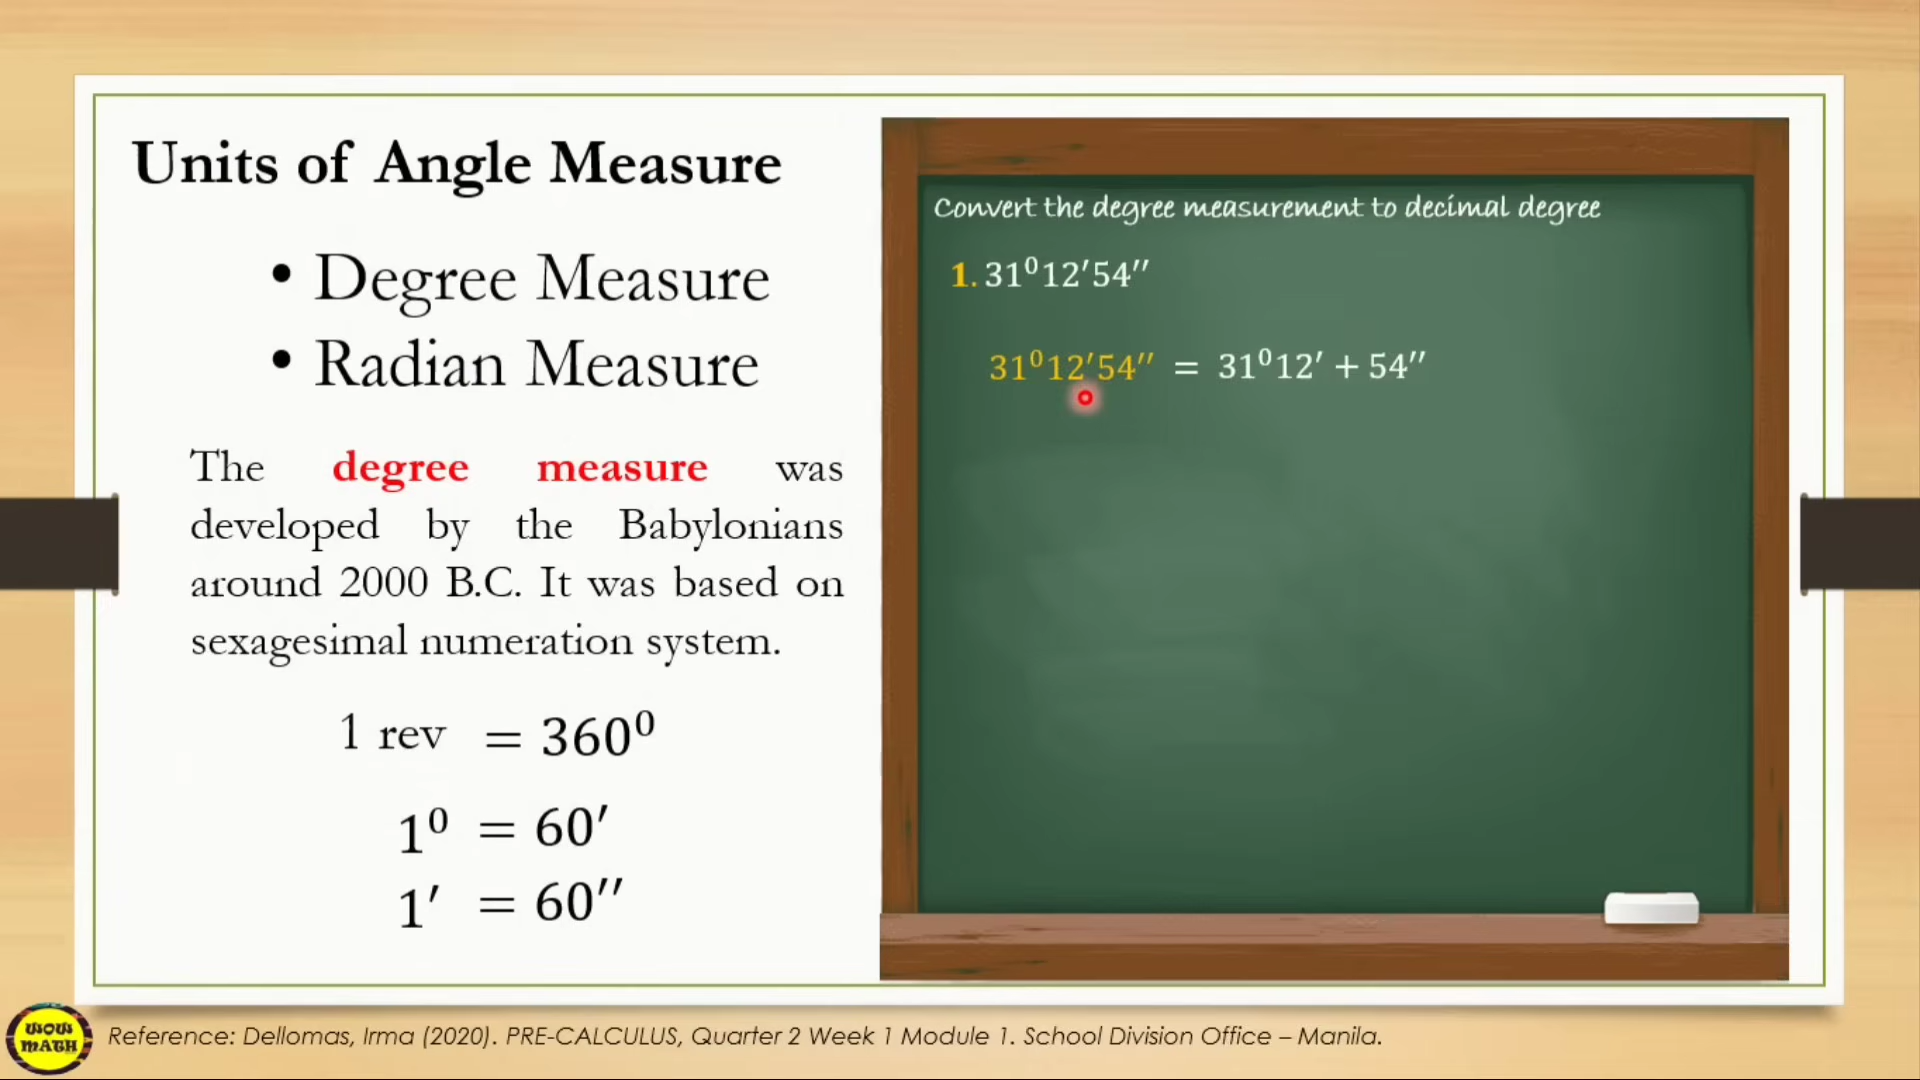 Units of Angle Measure
• Degree Measure
• Radian Measure
The degree measure was
developed by the Babylonians
around 2000 B.C. It was based on
sexagesimal numeration system.
1 rev = 360⁰
1⁰ = 60′
1′ = 60′′
Convert the degree measurement to decimal degree
1. 31⁰12′54′′
31⁰12′54′′ = 31⁰12′ + 54′′
WOW
MATH
Reference: Dellomas, Irma (2020). PRE-CALCULUS, Quarter 2 Week 1 Module 1. School Division Office – Manila.